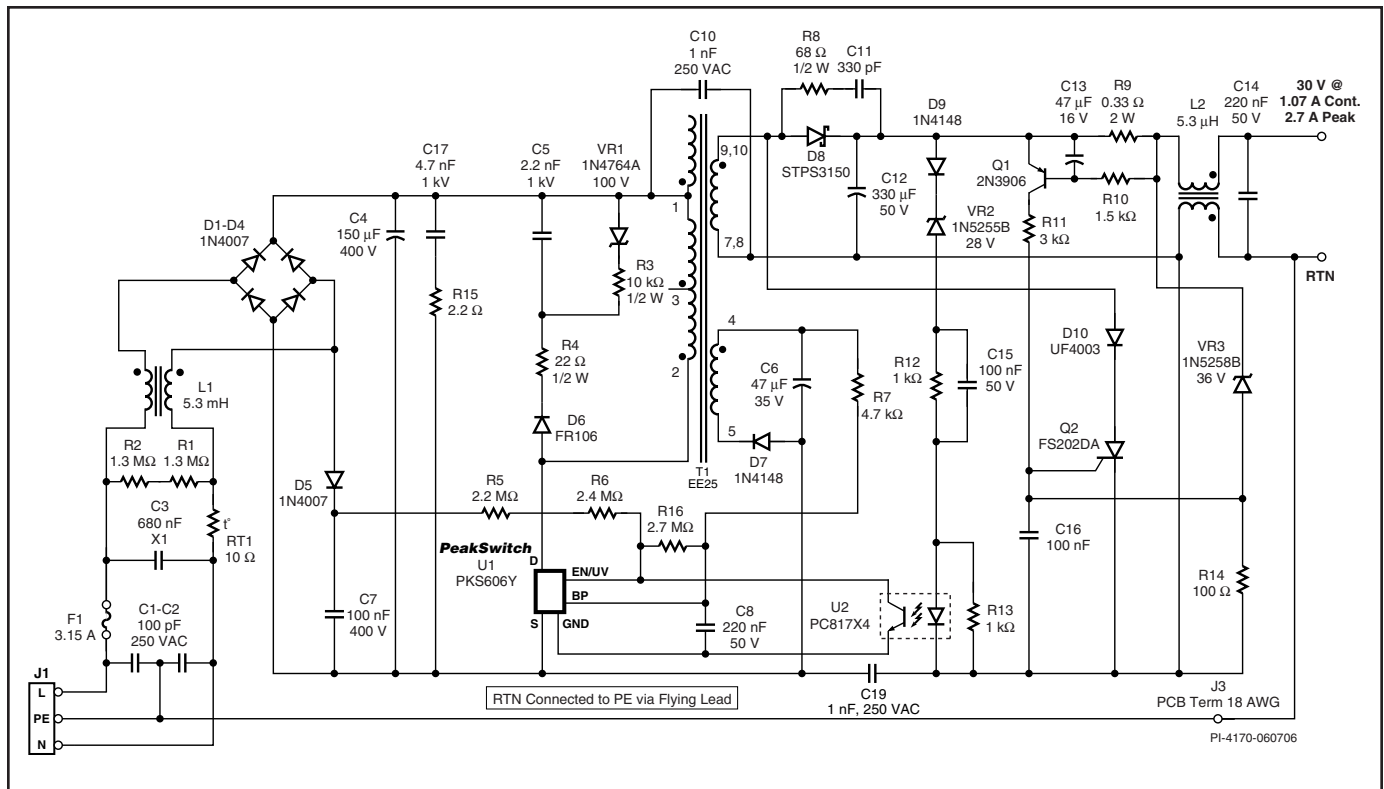 C10
1 nF
250 VAC
R8
68 Ω
1/2 W
C11
330 pF
D9
1N4148
C13
47 µF
16 V
R9
0.33 Ω
2 W
L2
5.3 µH
C14
220 nF
50 V
30 V @
1.07 A Cont.
2.7 A Peak
C17
4.7 nF
1 kV
C5
2.2 nF
1 kV
VR1
1N4764A
100 V
9,10
D8
STPS3150
C12
330 µF
50 V
Q1
2N3906
VR2
1N5255B
28 V
R10
1.5 kΩ
R11
3 kΩ
D1-D4
1N4007
C4
150 µF
400 V
1
7,8
RTN
R3
10 kΩ
1/2 W
3
R15
2.2 Ω
R4
22 Ω
1/2 W
2
4
C6
47 µF
35 V
R7
4.7 kΩ
R12
1 kΩ
C15
100 nF
50 V
D10
UF4003
VR3
1N5258B
36 V
L1
5.3 mH
D6
FR106
5
D7
1N4148
T1
EE25
Q2
FS202DA
R2
1.3 MΩ
R1
1.3 MΩ
D5
1N4007
R5
2.2 MΩ
R6
2.4 MΩ
R16
2.7 MΩ
C3
680 nF
X1
t°
RT1
10 Ω
PeakSwitch
U1
PKS606Y
D
S
EN/UV
BP
GND
C16
100 nF
R14
100 Ω
F1
3.15 A
C1-C2
100 pF
250 VAC
C7
100 nF
400 V
C8
220 nF
50 V
U2
PC817X4
R13
1 kΩ
J1
L
PE
N
RTN Connected to PE via Flying Lead
C19
1 nF, 250 VAC
J3
PCB Term 18 AWG
PI-4170-060706